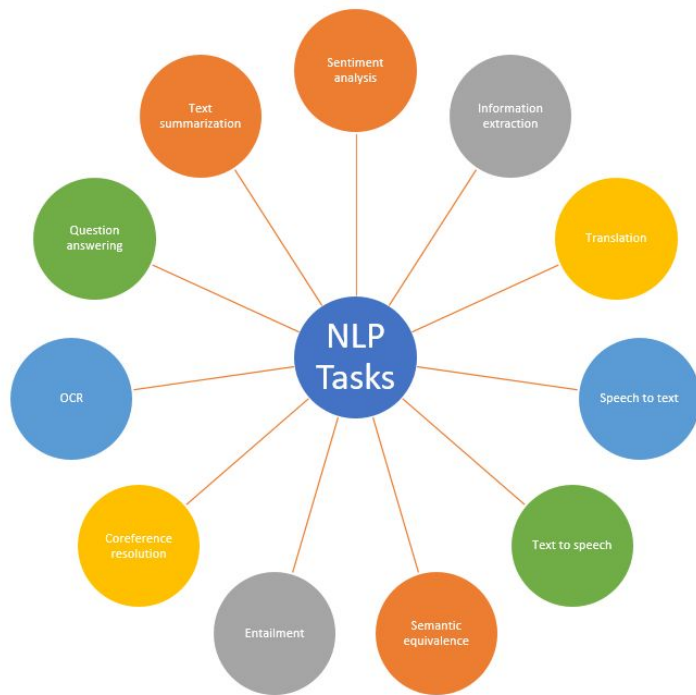 Sentiment
analysis
Information
extraction
Translation
Speech to text
Text to speech
Semantic
equivalence
Entailment
Coreference
resolution
OCR
Question
answering
Text
summarization
NLP
Tasks